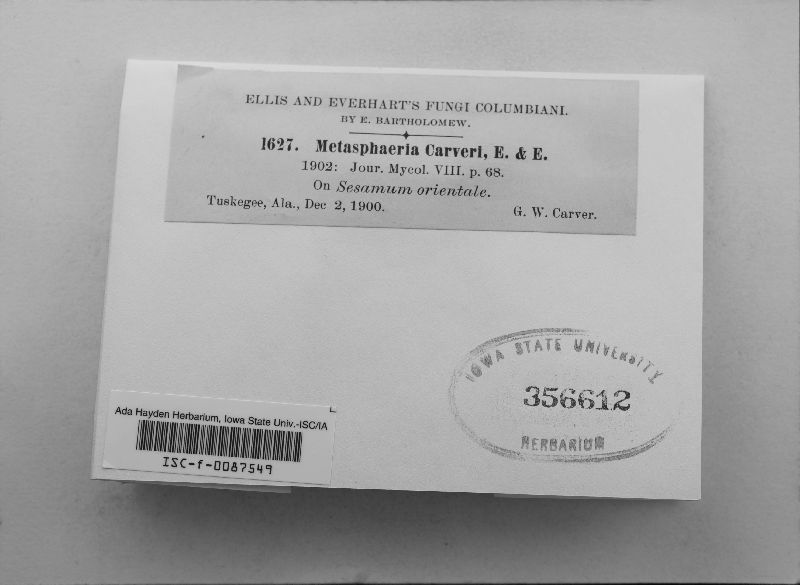 ELLIS AND EVERHART'S FUNGI COLUMBIANI.
BY E. BARTHOLOMEW.
1627. Metasphaeria Carveri, E. & E.
1902: Jour. Mycol. VIII. p. 68.
On Sesamum orientale.
Tuskegee, Ala., Dec 2, 1900.
G. W. Carver.
IOWA STATE UNIVERSITY
356612
HERBARIUM
Ada Hayden Herbarium, Iowa State Univ.-ISC/IA
ISC-f-0087549